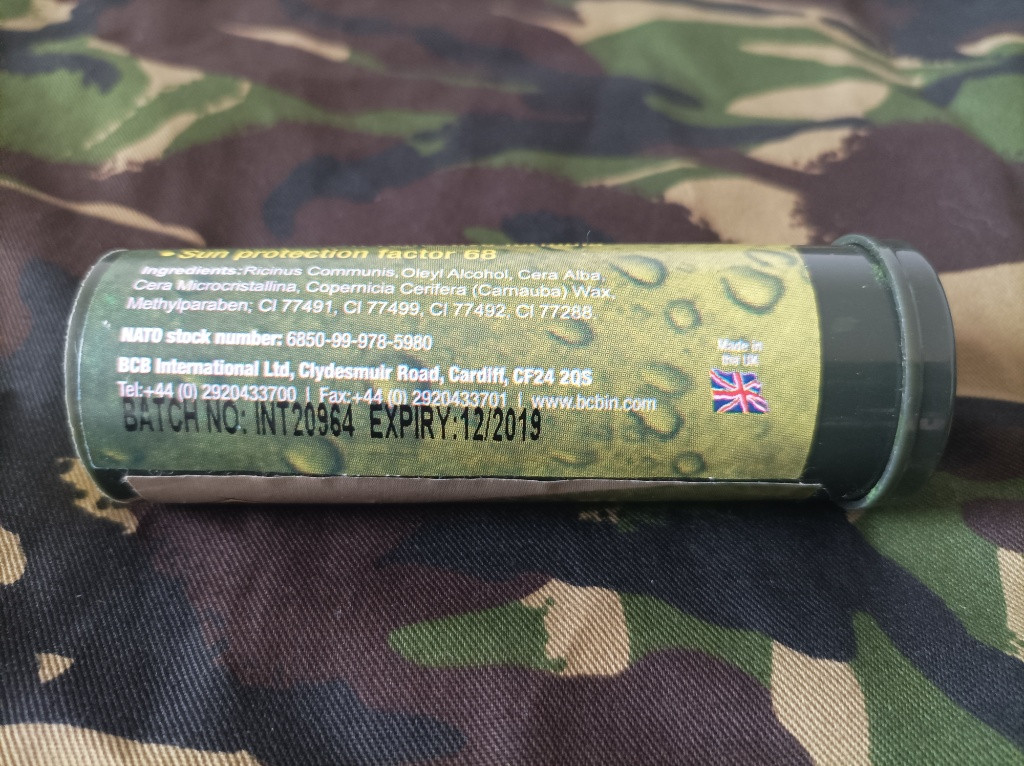 • Sun protection factor 68
Ingredients: Ricinus Communis, Oleyl Alcohol, Cera Alba,
Cera Microcristallina, Copernicia Cerifera (Carnauba) Wax,
Methylparaben; CI 77491, CI 77499, CI 77492, CI 77288.
NATO stock number: 6850-99-978-5980
BCB International Ltd, Clydesmuir Road, Cardiff, CF24 2QS
Tel:+44 (0) 2920433700 | Fax:+44 (0) 2920433701 | www.bcbin.com
BATCH NO: INT20964 EXPIRY:12/2019
Made in
the UK